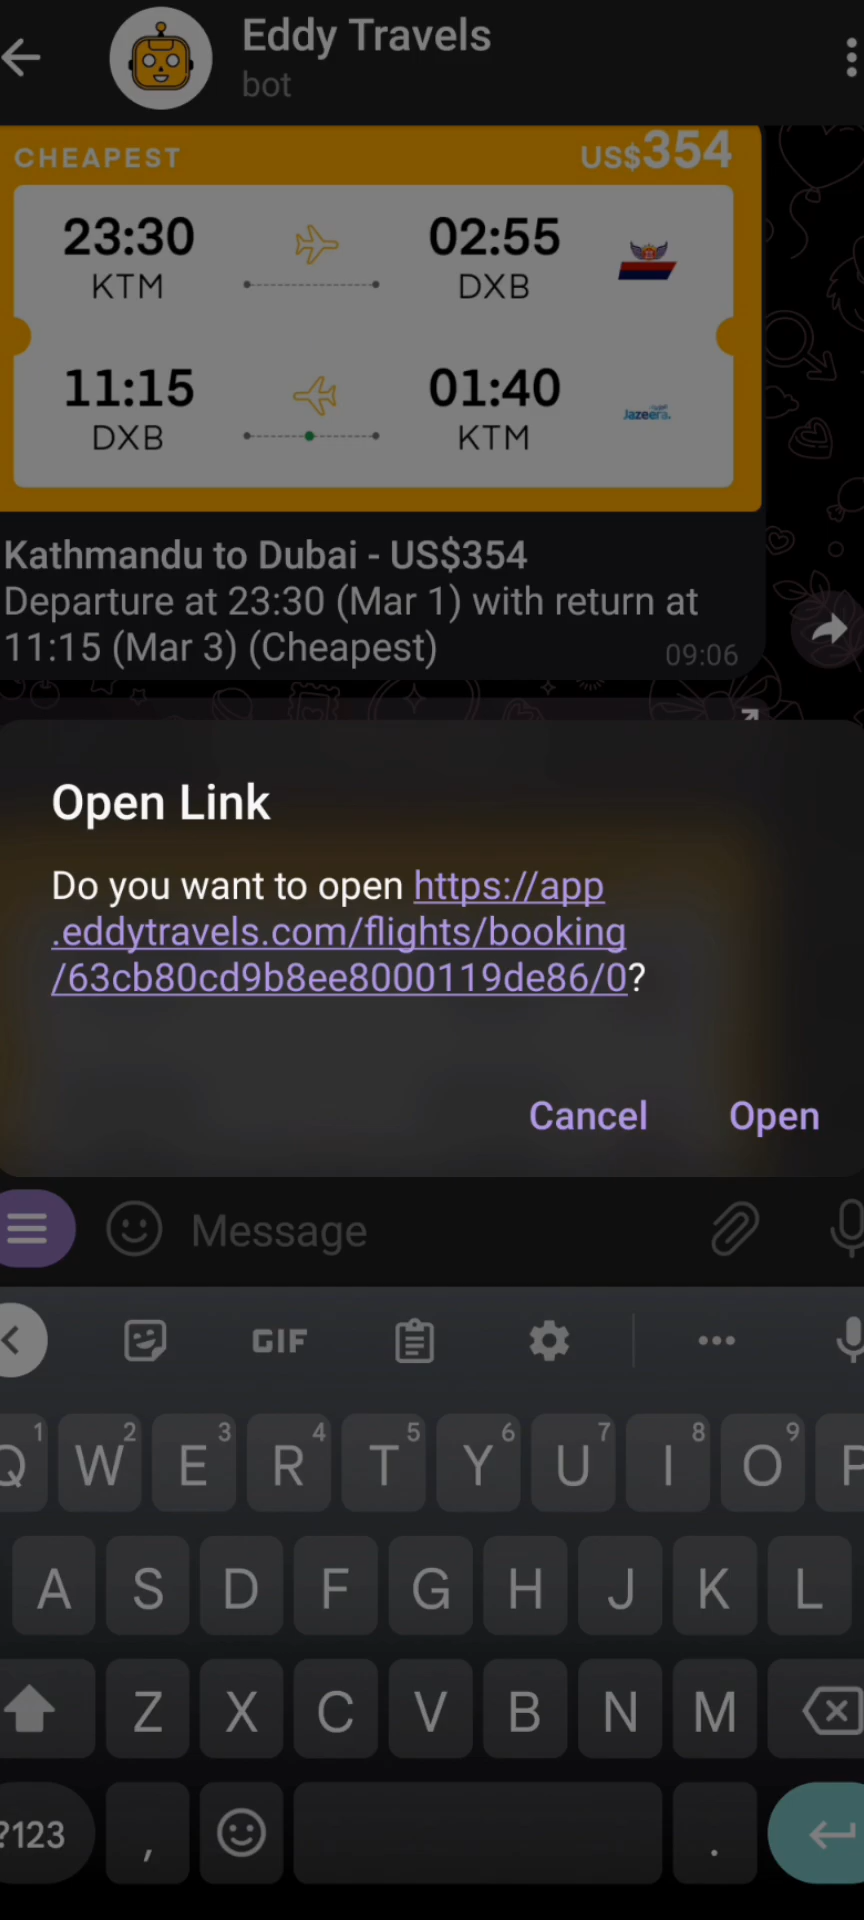 Eddy Travels
bot
CHEAPEST US$354
23:30 02:55
KTM DXB
11:15 01:40
DXB KTM
Jazeera.
Kathmandu to Dubai - US$354
Departure at 23:30 (Mar 1) with return at
11:15 (Mar 3) (Cheapest)
09:06
Open Link
Do you want to open https://app
.eddytravels.com/flights/booking
/63cb80cd9b8ee8000119de86/0?
Cancel Open
Message
GIF
1 2 3 4 5 6 7 8 9
Q W E R T Y U I O P
A S D F G H J K L
Z X C V B N M
?123 , .